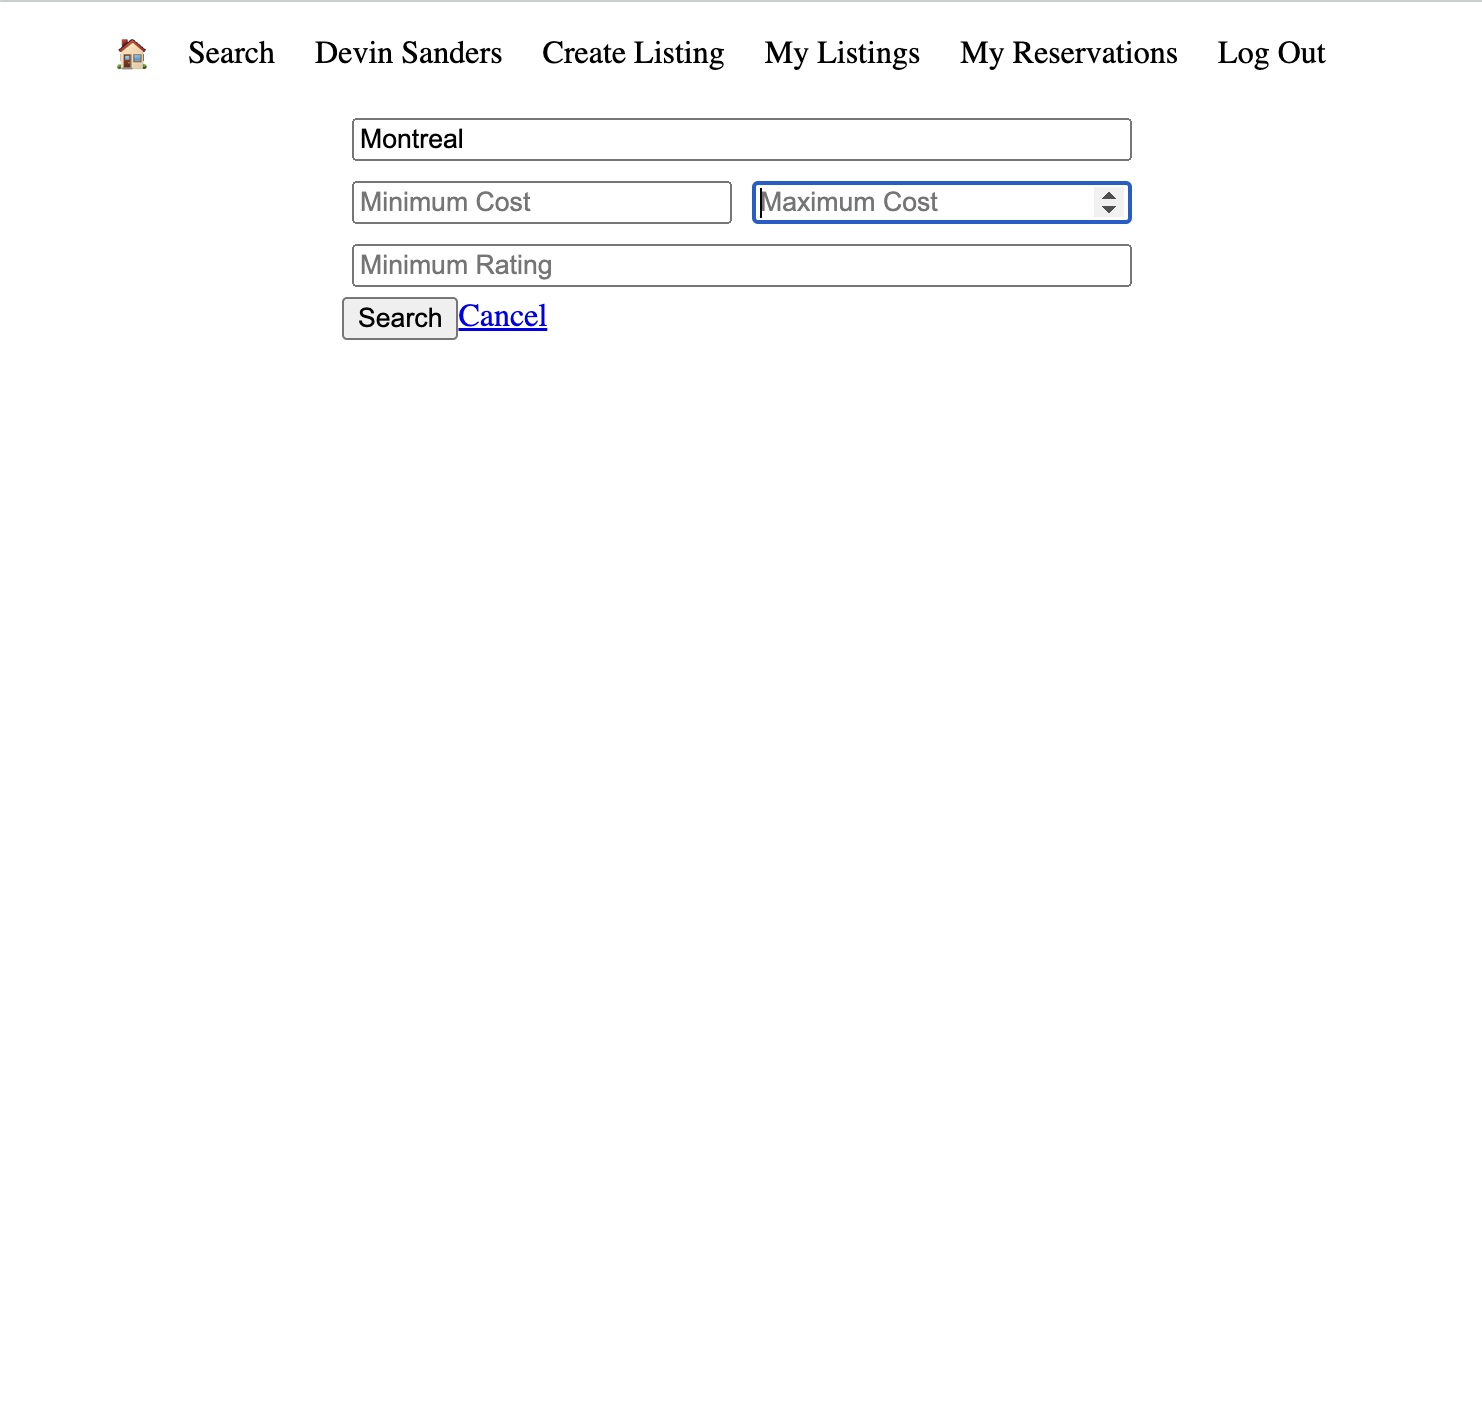 Search Devin Sanders Create Listing My Listings My Reservations Log Out
Montreal
Minimum Cost Maximum Cost
Minimum Rating
Search Cancel